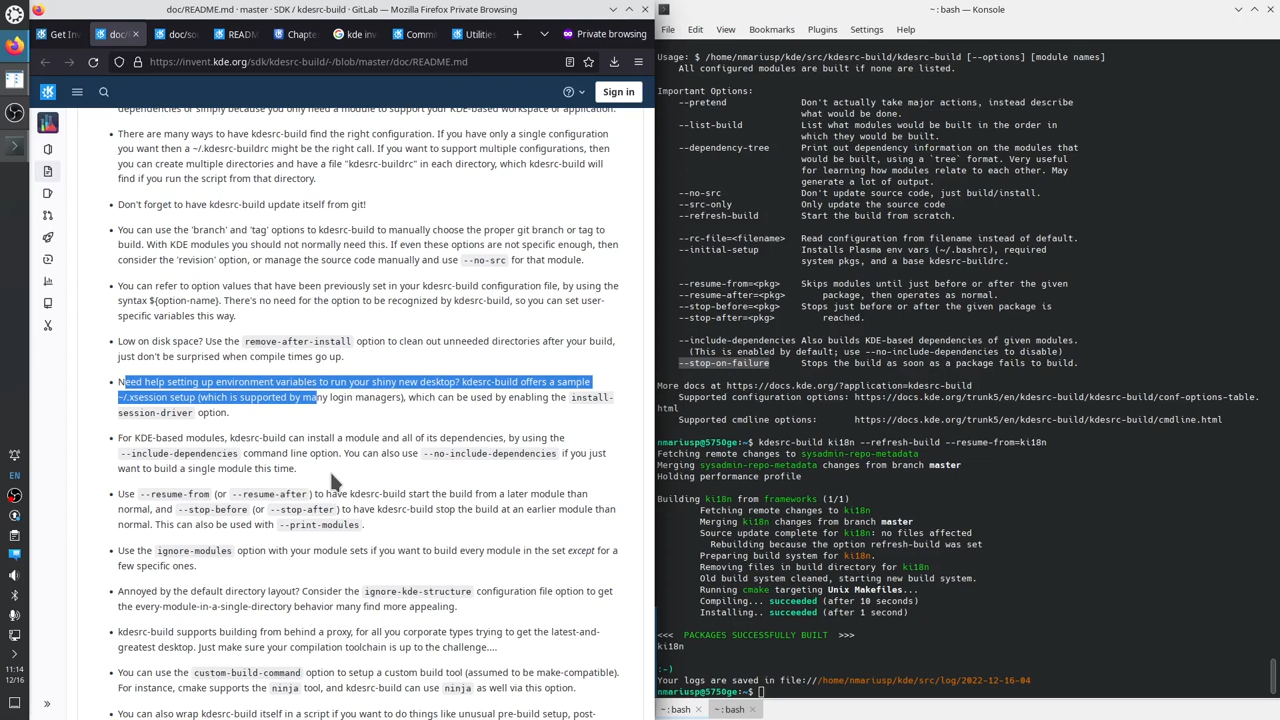 doc/README.md · master · SDK / kdesrc-build · GitLab — Mozilla Firefox Private Browsing
Get Inv
doc/
doc/so
READM
Chapte
kde inv
Commi
Utilities
Private browsing
https://invent.kde.org/sdk/kdesrc-build/-/blob/master/doc/README.md
Sign in
dependencies or simply because you only need a module to support your KDE-based workspace or application.
There are many ways to have kdesrc-build find the right configuration. If you have only a single configuration
you want then a ~/.kdesrc-buildrc might be the right call. If you want to support multiple configurations, then
you can create multiple directories and have a file "kdesrc-buildrc" in each directory, which kdesrc-build will
find if you run the script from that directory.
Don't forget to have kdesrc-build update itself from git!
You can use the 'branch' and 'tag' options to kdesrc-build to manually choose the proper git branch or tag to
build. With KDE modules you should not normally need this. If even these options are not specific enough, then
consider the 'revision' option, or manage the source code manually and use --no-src for that module.
You can refer to option values that have been previously set in your kdesrc-build configuration file, by using the
syntax ${option-name}. There's no need for the option to be recognized by kdesrc-build, so you can set user-
specific variables this way.
Low on disk space? Use the remove-after-install option to clean out unneeded directories after your build,
just don't be surprised when compile times go up.
Need help setting up environment variables to run your shiny new desktop? kdesrc-build offers a sample
~/.xsession setup (which is supported by many login managers), which can be used by enabling the install-
session-driver option.
For KDE-based modules, kdesrc-build can install a module and all of its dependencies, by using the
--include-dependencies command line option. You can also use --no-include-dependencies if you just
want to build a single module this time.
Use --resume-from (or --resume-after) to have kdesrc-build start the build from a later module than
normal, and --stop-before (or --stop-after) to have kdesrc-build stop the build at an earlier module than
normal. This can also be used with --print-modules.
Use the ignore-modules option with your module sets if you want to build every module in the set except for a
few specific ones.
Annoyed by the default directory layout? Consider the ignore-kde-structure configuration file option to get
the every-module-in-a-single-directory behavior many find more appealing.
kdesrc-build supports building from behind a proxy, for all you corporate types trying to get the latest-and-
greatest desktop. Just make sure your compilation toolchain is up to the challenge....
You can use the custom-build-command option to setup a custom build tool (assumed to be make-compatible).
For instance, cmake supports the ninja tool, and kdesrc-build can use ninja as well via this option.
You can also wrap kdesrc-build itself in a script if you want to do things like unusual pre-build setup, post-
EN
11:14
12/16
~ : bash — Konsole
File Edit View Bookmarks Plugins Settings Help
Usage: $ /home/nmariusp/kde/src/kdesrc-build/kdesrc-build [--options] [module names]
All configured modules are built if none are listed.
Important Options:
--pretend Don't actually take major actions, instead describe
what would be done.
--list-build List what modules would be built in the order in
which they would be built.
--dependency-tree Print out dependency information on the modules that
would be built, using a `tree` format. Very useful
for learning how modules relate to each other. May
generate a lot of output.
--no-src Don't update source code, just build/install.
--src-only Only update the source code
--refresh-build Start the build from scratch.
--rc-file=<filename> Read configuration from filename instead of default.
--initial-setup Installs Plasma env vars (~/.bashrc), required
system pkgs, and a base kdesrc-buildrc.
--resume-from=<pkg> Skips modules until just before or after the given
--resume-after=<pkg> package, then operates as normal.
--stop-before=<pkg> Stops just before or after the given package is
--stop-after=<pkg> reached.
--include-dependencies Also builds KDE-based dependencies of given modules.
(This is enabled by default; use --no-include-dependencies to disable)
--stop-on-failure Stops the build as soon as a package fails to build.
More docs at https://docs.kde.org/?application=kdesrc-build
Supported configuration options: https://docs.kde.org/trunk5/en/kdesrc-build/kdesrc-build/conf-options-table.
html
Supported cmdline options: https://docs.kde.org/trunk5/en/kdesrc-build/kdesrc-build/cmdline.html
nmariusp@5750ge:~$ kdesrc-build ki18n --refresh-build --resume-from=ki18n
Fetching remote changes to sysadmin-repo-metadata
Merging sysadmin-repo-metadata changes from branch master
Holding performance profile
Building ki18n from frameworks (1/1)
Fetching remote changes to ki18n
Merging ki18n changes from branch master
Source update complete for ki18n: no files affected
Rebuilding because the option refresh-build was set
Preparing build system for ki18n.
Removing files in build directory for ki18n
Old build system cleaned, starting new build system.
Running cmake targeting Unix Makefiles...
Compiling... succeeded (after 10 seconds)
Installing.. succeeded (after 1 second)
<<< PACKAGES SUCCESSFULLY BUILT >>>
ki18n
:-)
Your logs are saved in file://home/nmariusp/kde/src/log/2022-12-16-04
nmariusp@5750ge:~$
~ : bash
~ : bash